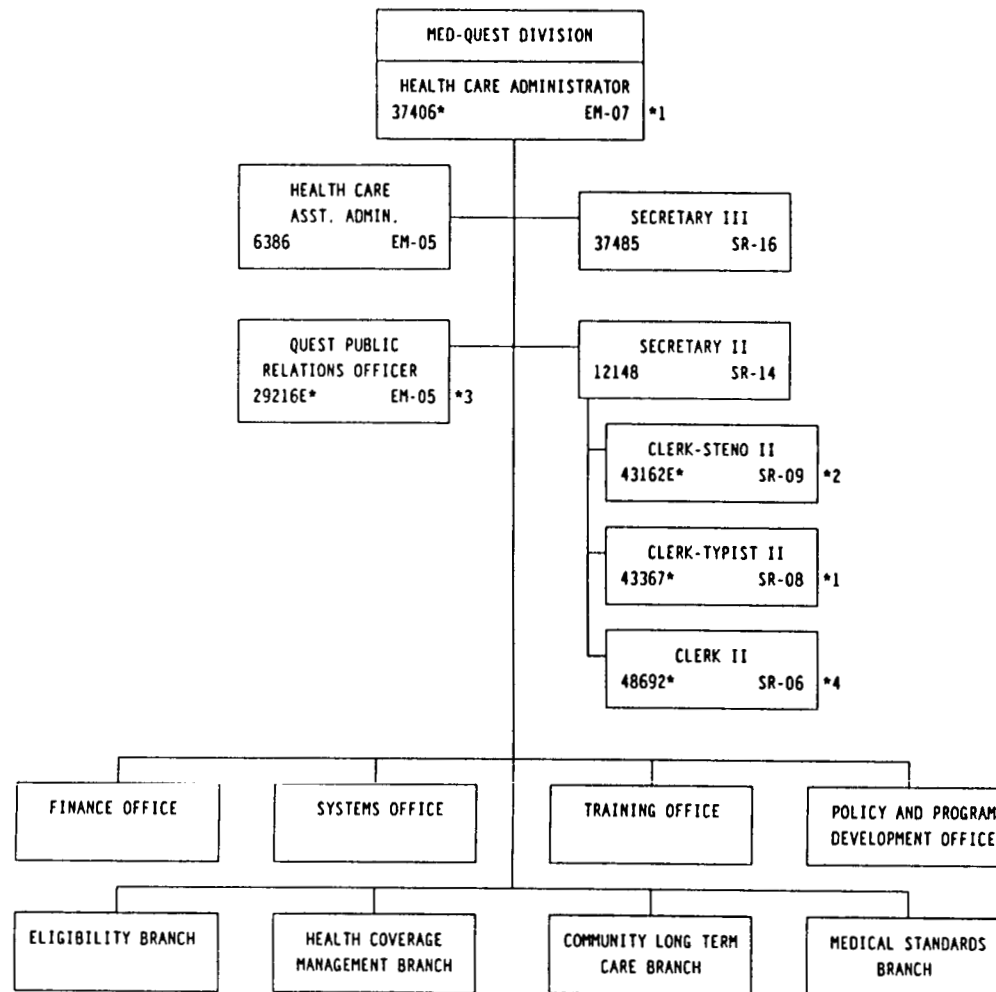 MED-QUEST DIVISION
HEALTH CARE ADMINISTRATOR
37406* EM-07 *1
HEALTH CARE
ASST. ADMIN.
6386 EM-05
SECRETARY III
37485 SR-16
QUEST PUBLIC
RELATIONS OFFICER
29216E* EM-05 *3
SECRETARY II
12148 SR-14
CLERK-STENO II
43162E* SR-09 *2
CLERK-TYPIST II
43367* SR-08 *1
CLERK II
48692* SR-06 *4
FINANCE OFFICE
SYSTEMS OFFICE
TRAINING OFFICE
POLICY AND PROGRAM
DEVELOPMENT OFFICE
ELIGIBILITY BRANCH
HEALTH COVERAGE
MANAGEMENT BRANCH
COMMUNITY LONG TERM
CARE BRANCH
MEDICAL STANDARDS
BRANCH